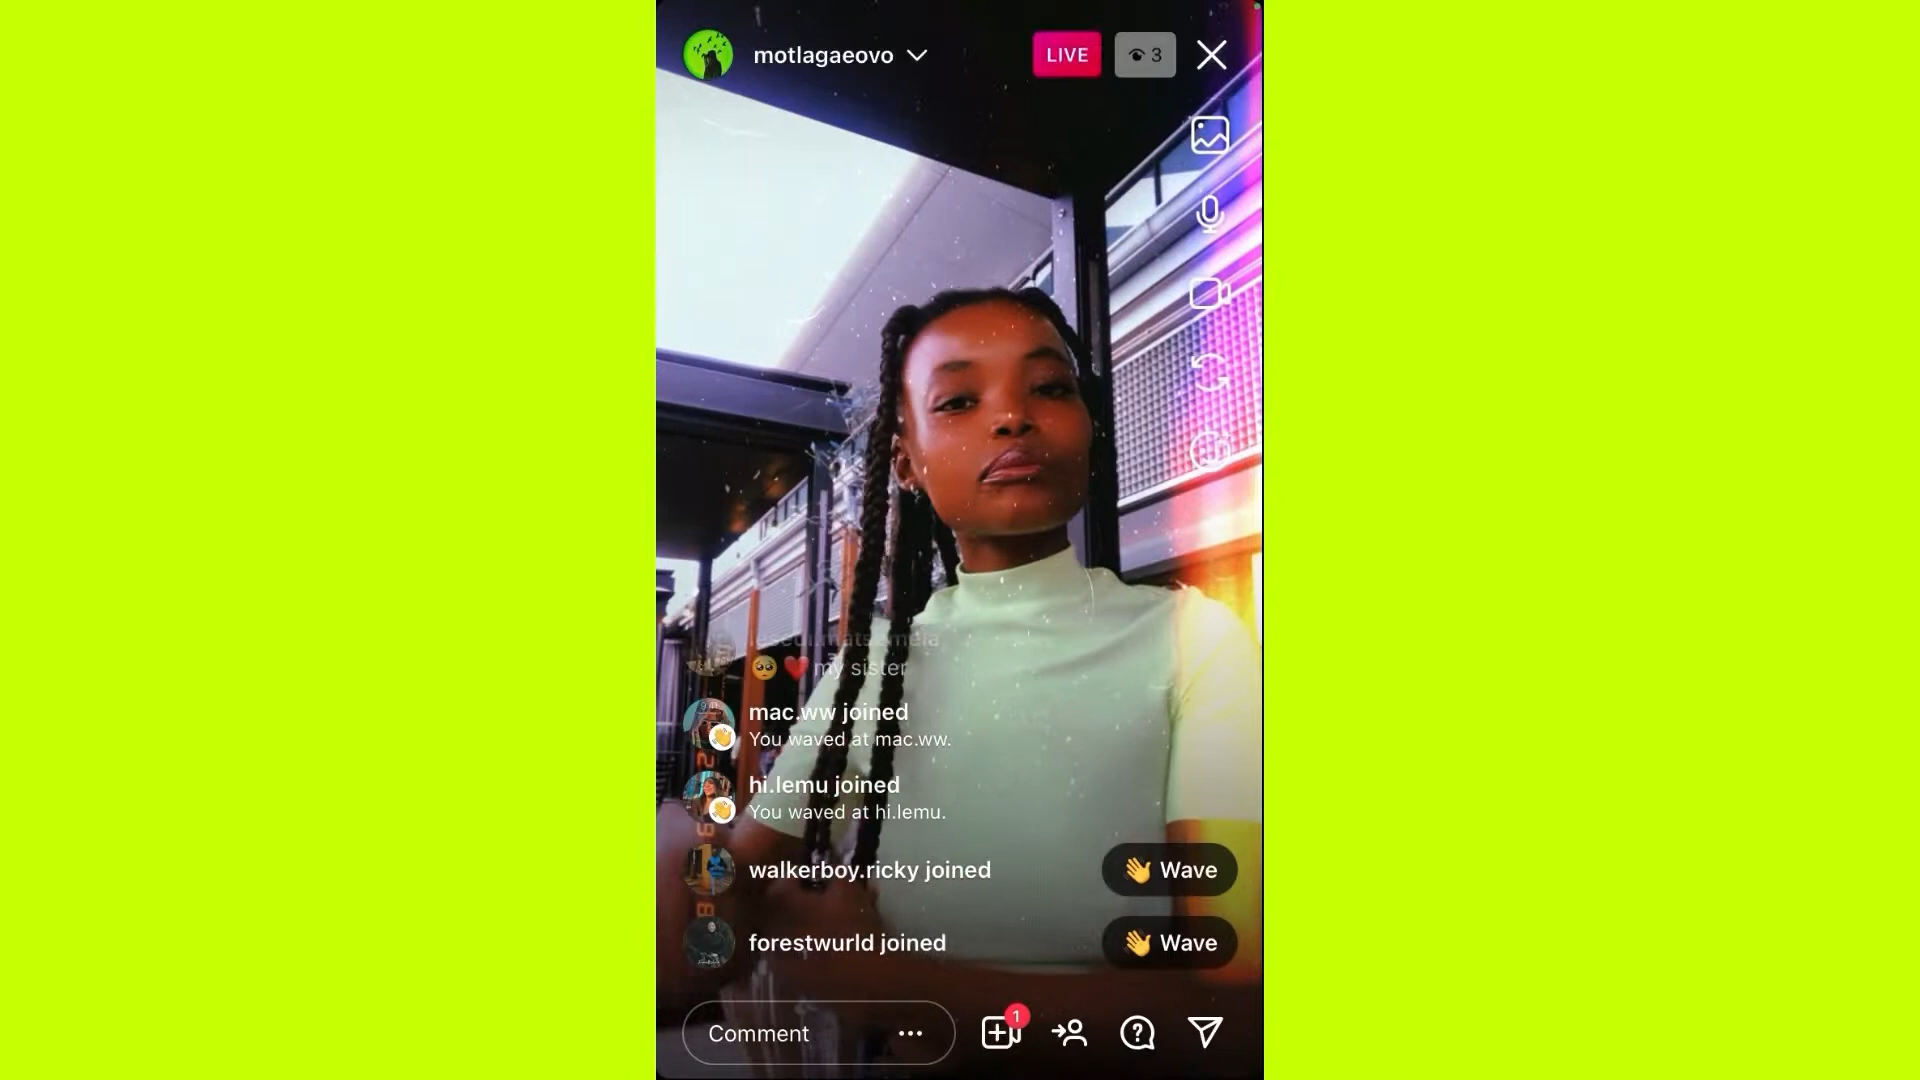 motlagaeovo
LIVE
3
🥺❤️ my sister
mac.ww joined
You waved at mac.ww.
hi.lemu joined
You waved at hi.lemu.
walkerboy.ricky joined
👋 Wave
forestwurld joined
👋 Wave
Comment ...
1